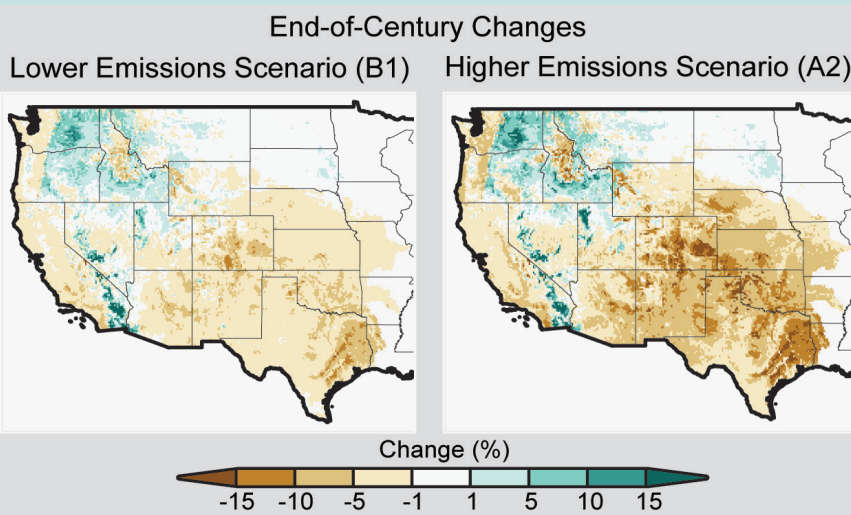 End-of-Century Changes
Lower Emissions Scenario (B1) Higher Emissions Scenario (A2)
Change (%)
-15 -10 -5 -1 1 5 10 15